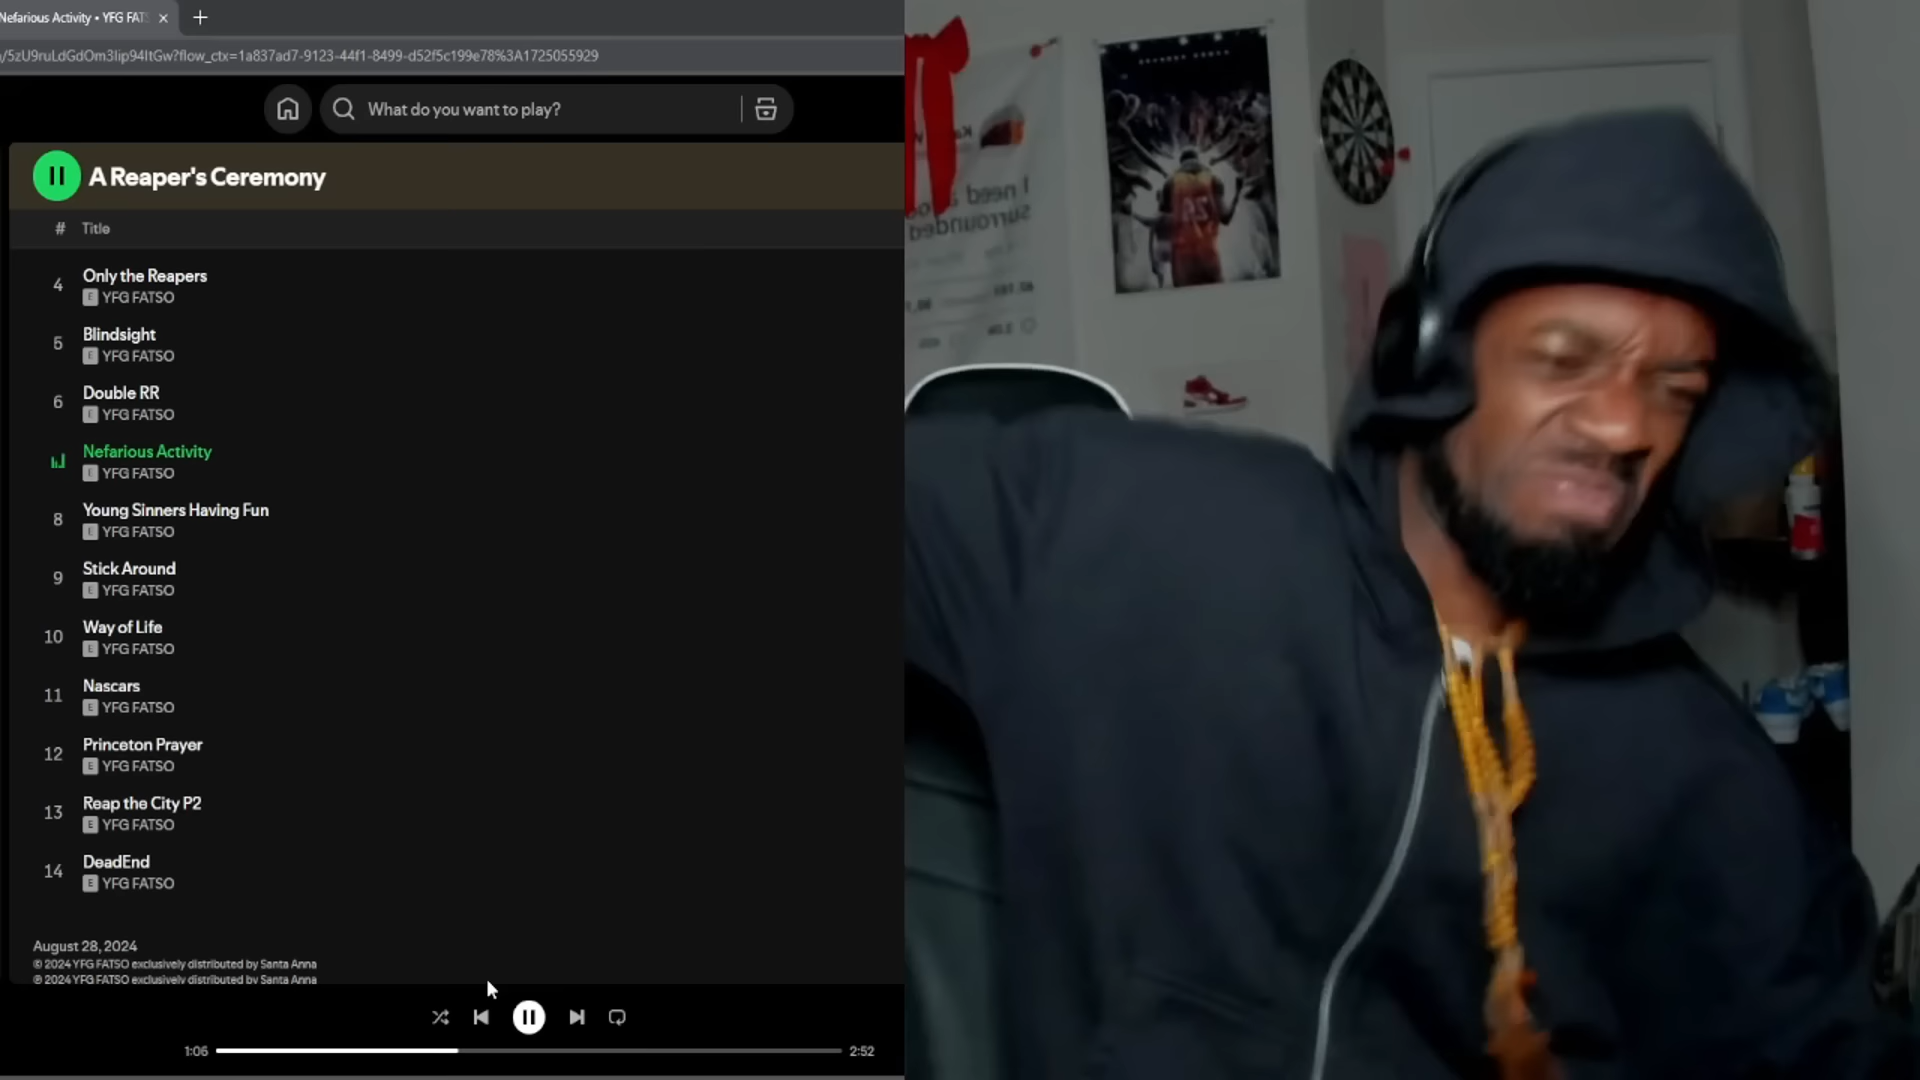 Nefarious Activity • YFG FATS
/5zU9ruLdGdOm3lip94ltGw?flow_ctx=1a837ad7-9123-44f1-8499-d52f5c199e78%3A1725055929
What do you want to play?
A Reaper's Ceremony
# Title
4 Only the Reapers
E YFG FATSO
5 Blindsight
E YFG FATSO
6 Double RR
E YFG FATSO
Nefarious Activity
E YFG FATSO
8 Young Sinners Having Fun
E YFG FATSO
9 Stick Around
E YFG FATSO
10 Way of Life
E YFG FATSO
11 Nascars
E YFG FATSO
12 Princeton Prayer
E YFG FATSO
13 Reap the City P2
E YFG FATSO
14 DeadEnd
E YFG FATSO
August 28, 2024
© 2024 YFG FATSO exclusively distributed by Santa Anna
℗ 2024 YFG FATSO exclusively distributed by Santa Anna
1:06 2:52
I need a
surrounded